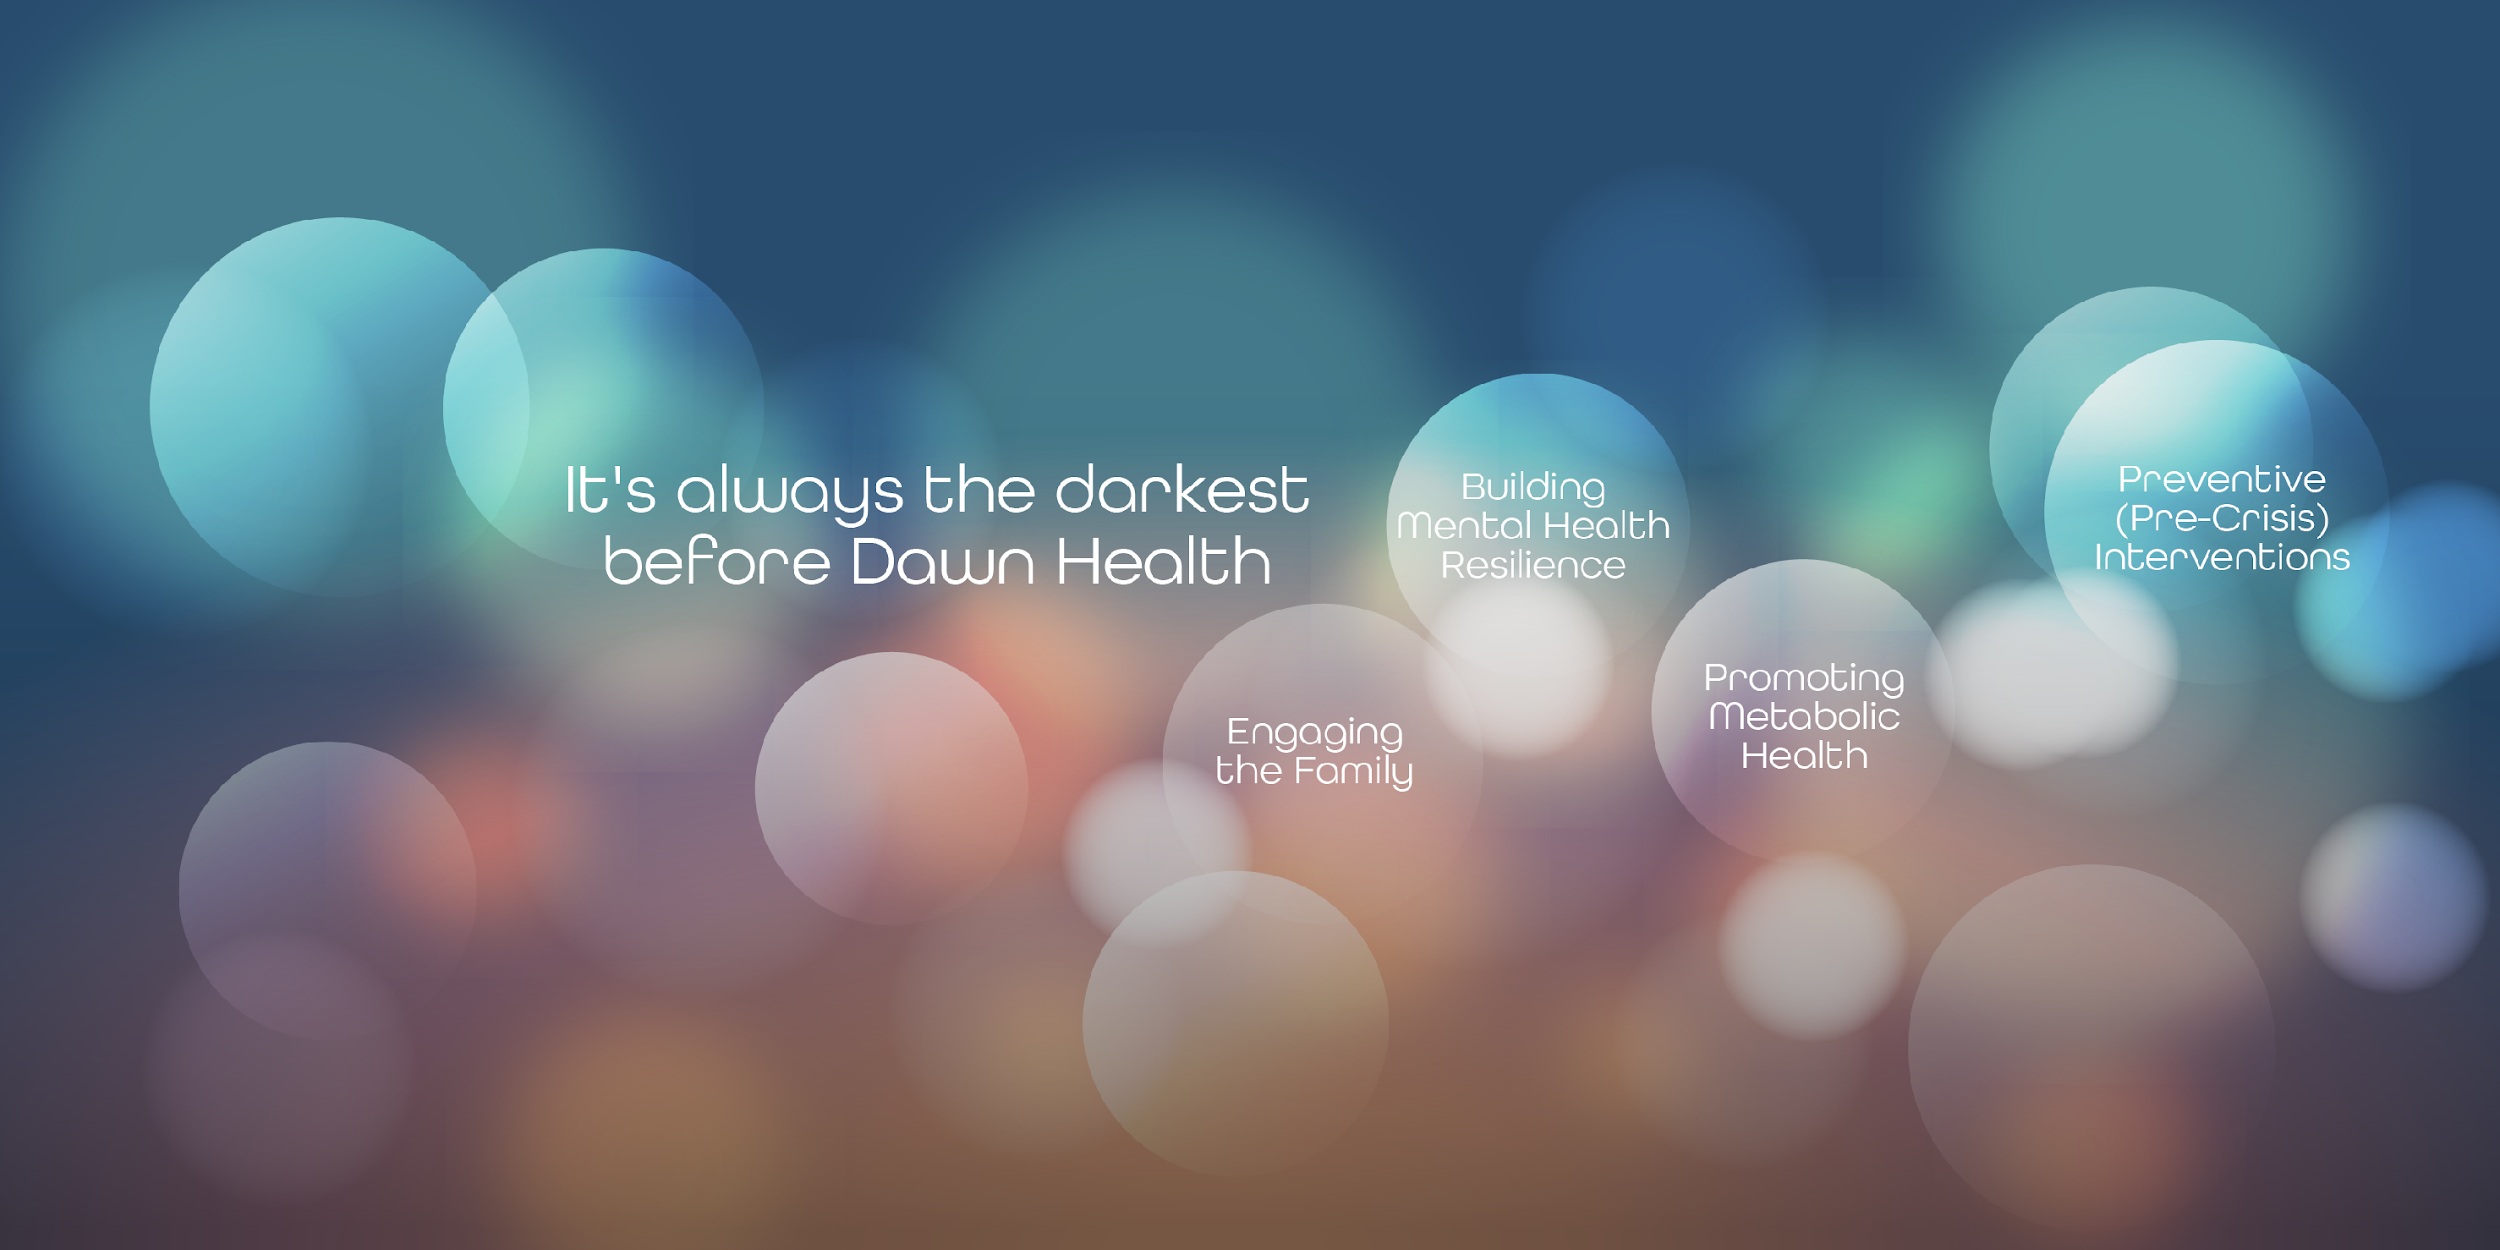 It's always the darkest
before Dawn Health
Building
Mental Health
Resilience
Preventive
(Pre-Crisis)
Interventions
Engaging
the Family
Promoting
Metabolic
Health